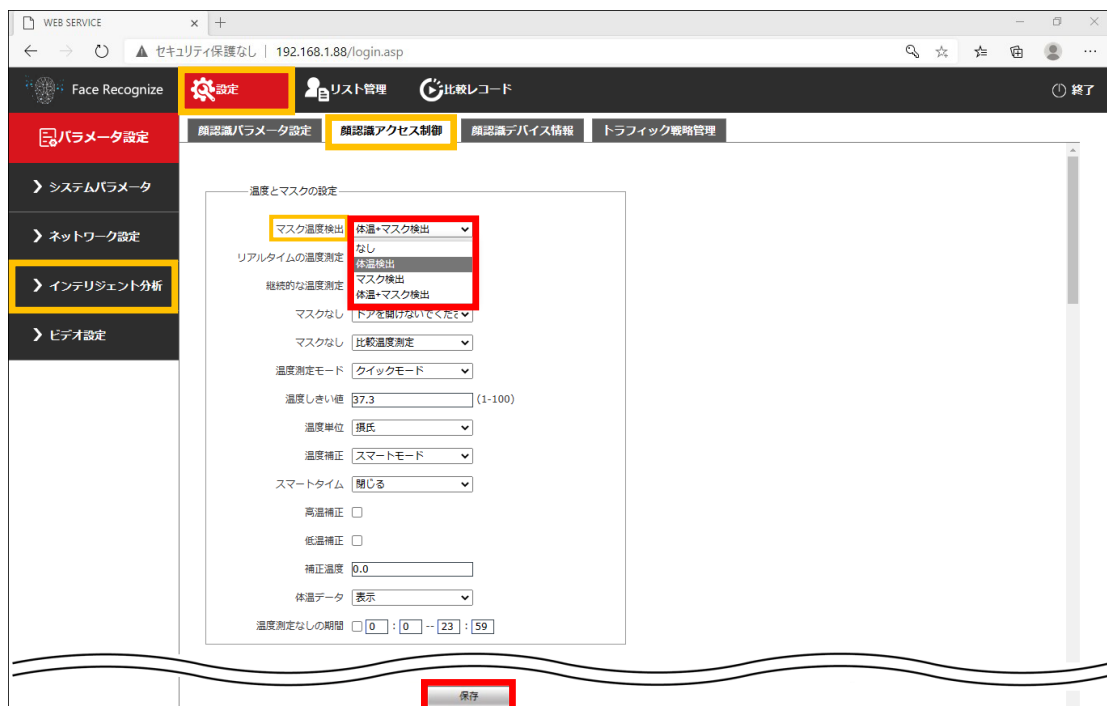 WEB SERVICE
セキュリティ保護なし | 192.168.1.88/login.asp
Face Recognize
設定
リスト管理
比較レコード
終了
パラメータ設定
顔認識パラメータ設定
顔認識アクセス制御
顔認識デバイス情報
トラフィック戦略管理
システムパラメータ
ネットワーク設定
インテリジェント分析
ビデオ設定
温度とマスクの設定
マスク温度検出 体温+マスク検出
なし
リアルタイムの温度測定
体温検出
継続的な温度測定
マスク検出
体温+マスク検出
マスクなし ドアを開けないでくださ
マスクなし 比較温度測定
温度測定モード クイックモード
温度しきい値 37.3 (1-100)
温度単位 摂氏
温度補正 スマートモード
スマートタイム 閉じる
高温補正
低温補正
補正温度 0.0
体温データ 表示
温度測定なしの期間 0 : 0 -- 23 : 59
保存